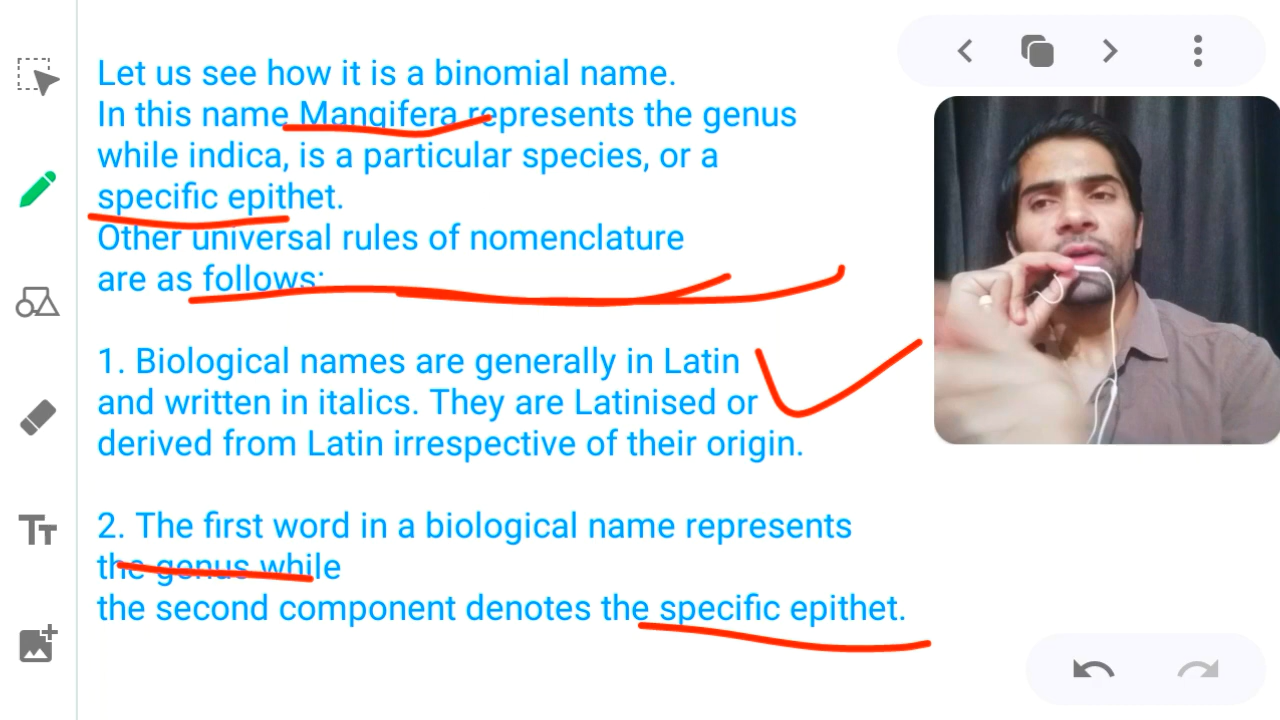 Let us see how it is a binomial name.
In this name Mangifera represents the genus
while indica, is a particular species, or a
specific epithet.
Other universal rules of nomenclature
are as follows:
1. Biological names are generally in Latin
and written in italics. They are Latinised or
derived from Latin irrespective of their origin.
2. The first word in a biological name represents
the genus while
the second component denotes the specific epithet.